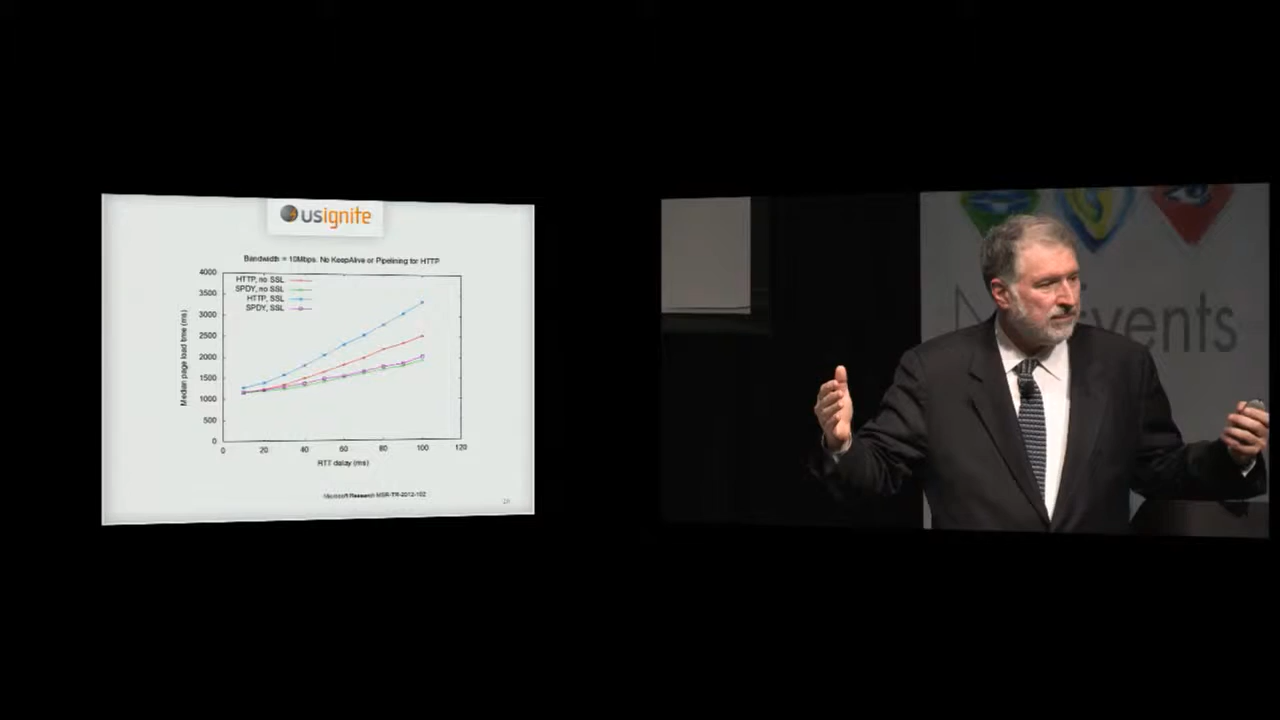 usignite
Bandwidth = 10Mbps. No KeepAlive or Pipelining for HTTP
4000
3500
3000
2500
2000
1500
1000
500
0
HTTP, no SSL
SPDY, no SSL
HTTP, SSL
SPDY, SSL
Median page load time (ms)
0 20 40 60 80 100 120
RTT delay (ms)
Microsoft Research MSR-TR-2012-102
vents